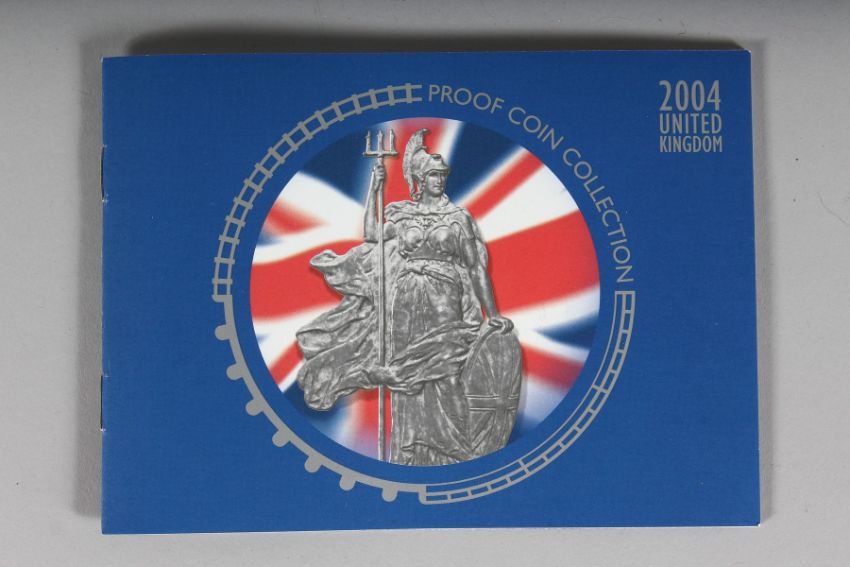 PROOF COIN COLLECTION
2004
UNITED
KINGDOM